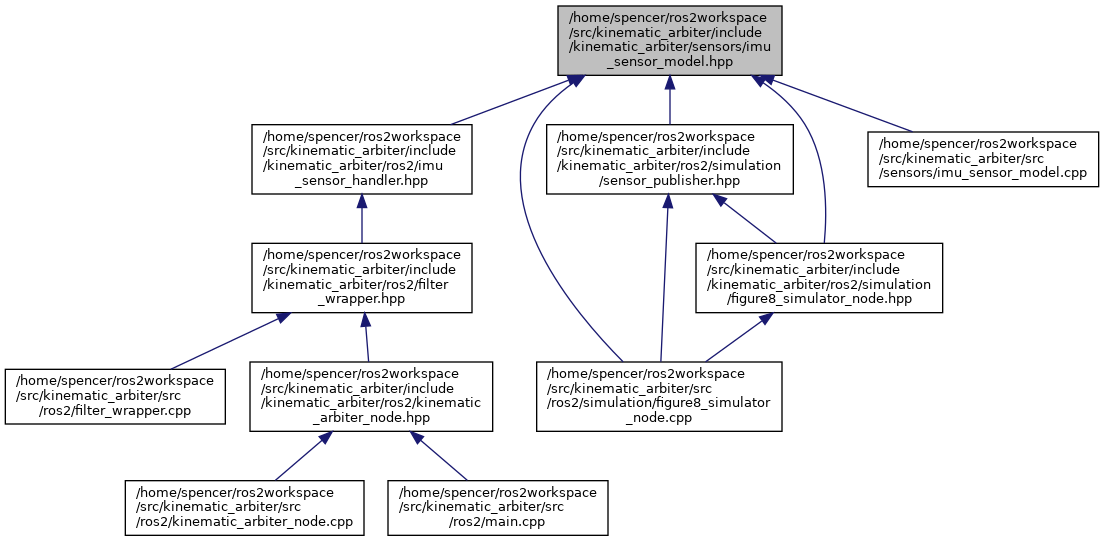 /home/spencer/ros2workspace
/src/kinematic_arbiter/include
/kinematic_arbiter/sensors/imu
_sensor_model.hpp
/home/spencer/ros2workspace
/src/kinematic_arbiter/include
/kinematic_arbiter/ros2/imu
_sensor_handler.hpp
/home/spencer/ros2workspace
/src/kinematic_arbiter/include
/kinematic_arbiter/ros2/simulation
/sensor_publisher.hpp
/home/spencer/ros2workspace
/src/kinematic_arbiter/src
/sensors/imu_sensor_model.cpp
/home/spencer/ros2workspace
/src/kinematic_arbiter/include
/kinematic_arbiter/ros2/filter
_wrapper.hpp
/home/spencer/ros2workspace
/src/kinematic_arbiter/include
/kinematic_arbiter/ros2/simulation
/figure8_simulator_node.hpp
/home/spencer/ros2workspace
/src/kinematic_arbiter/src
/ros2/filter_wrapper.cpp
/home/spencer/ros2workspace
/src/kinematic_arbiter/include
/kinematic_arbiter/ros2/kinematic
_arbiter_node.hpp
/home/spencer/ros2workspace
/src/kinematic_arbiter/src
/ros2/simulation/figure8_simulator
_node.cpp
/home/spencer/ros2workspace
/src/kinematic_arbiter/src
/ros2/kinematic_arbiter_node.cpp
/home/spencer/ros2workspace
/src/kinematic_arbiter/src
/ros2/main.cpp